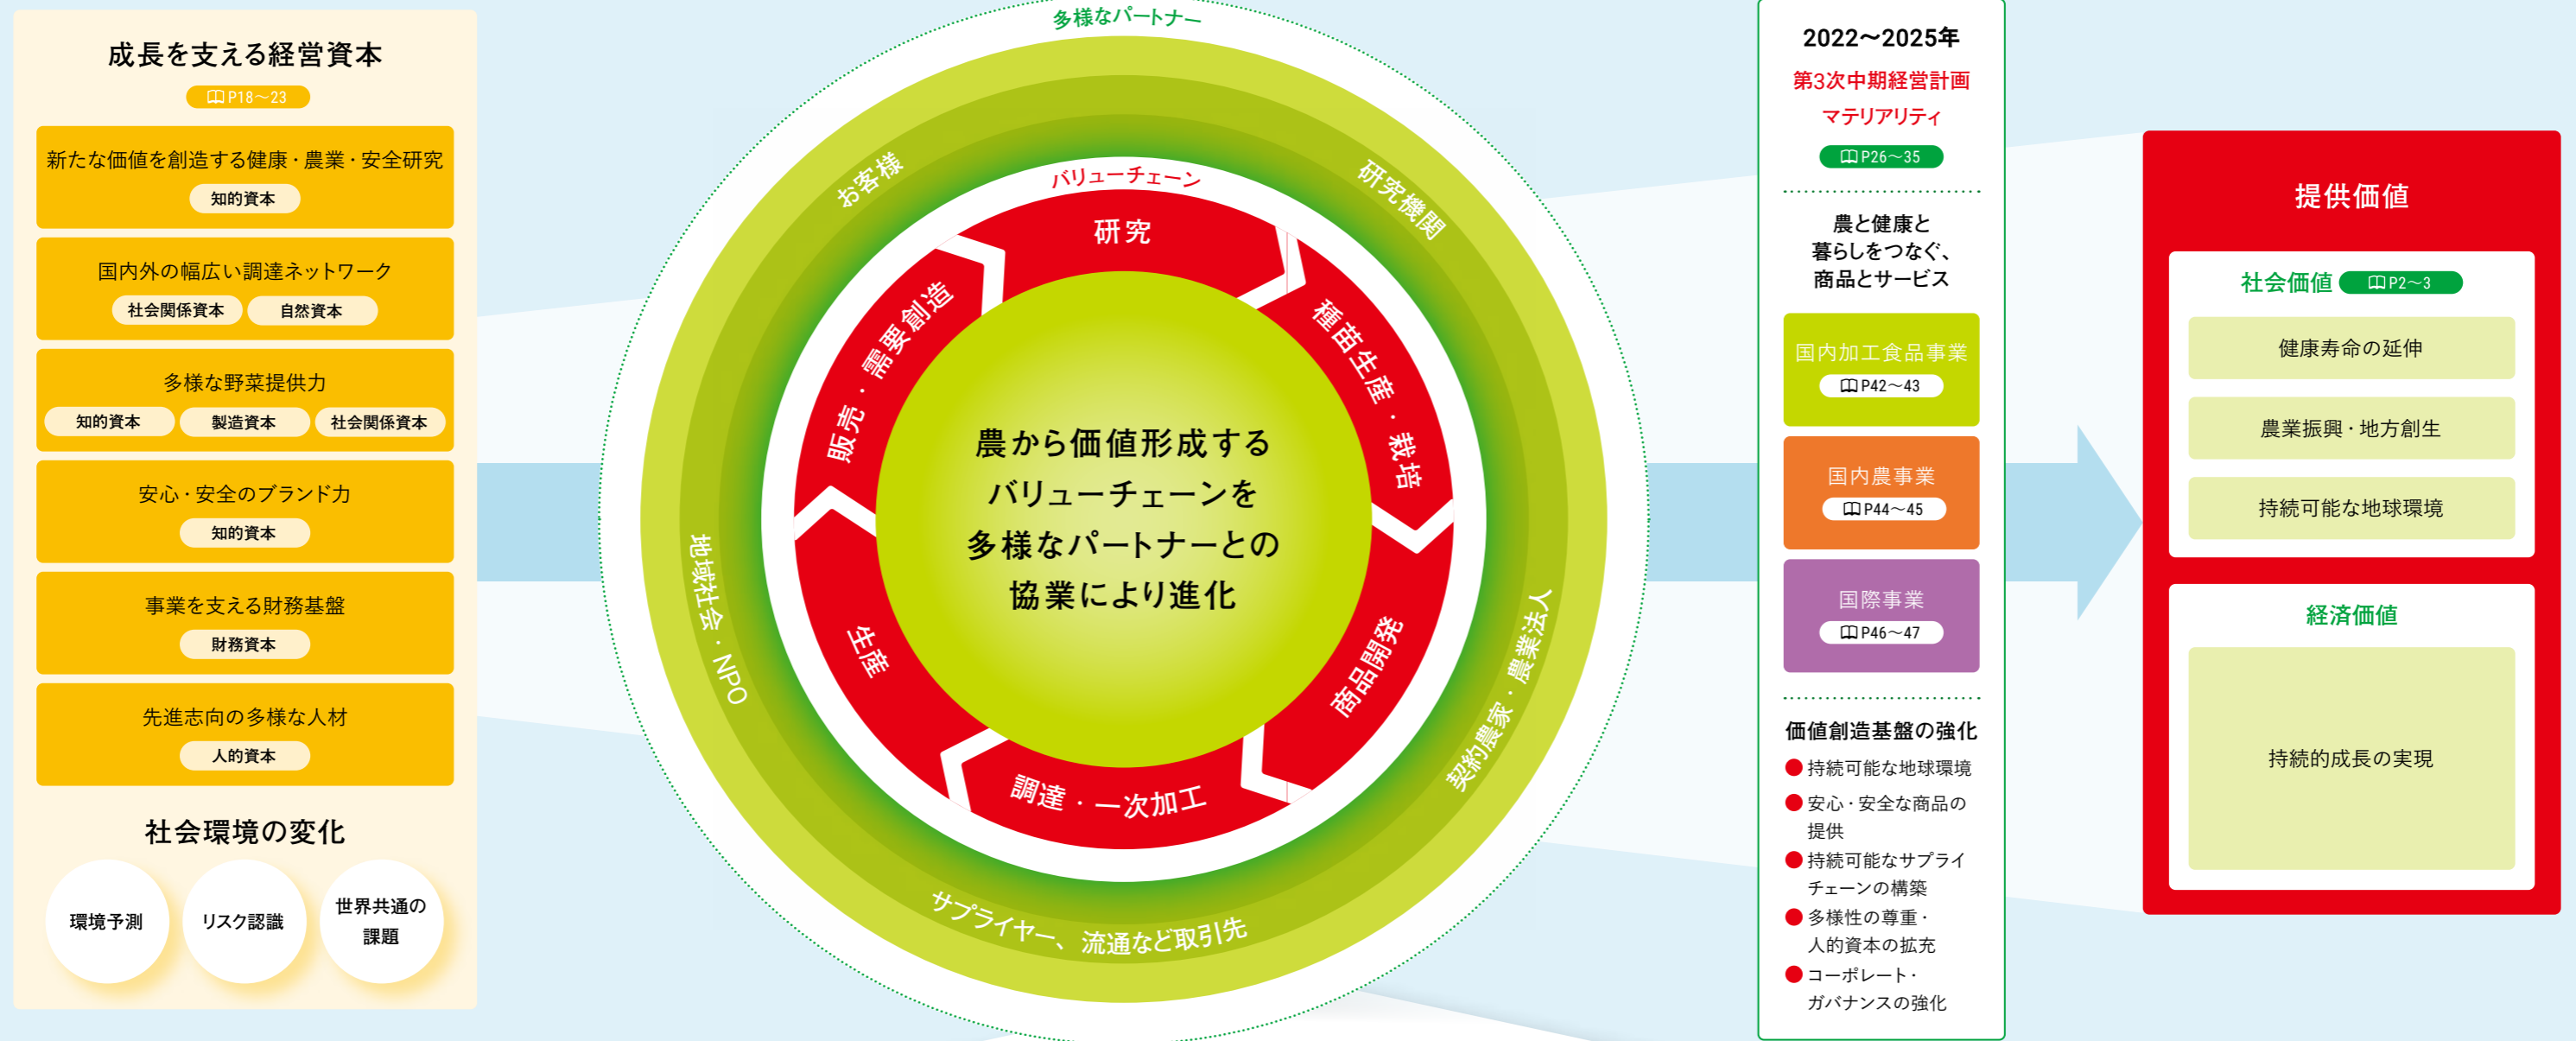 成長を支える経営資本
P18～23
新たな価値を創造する健康・農業・安全研究
知的資本
国内外の幅広い調達ネットワーク
社会関係資本
自然資本
多様な野菜提供力
知的資本
製造資本
社会関係資本
安心・安全のブランド力
知的資本
事業を支える財務基盤
財務資本
先進志向の多様な人材
人的資本
社会環境の変化
環境予測
リスク認識
世界共通の
課題
多様なパートナー
お客様
研究機関
契約農家・農業法人
サプライヤー、流通など取引先
地域社会・NPO
バリューチェーン
研究
種苗生産・栽培
商品開発
調達・一次加工
生産
販売・需要創造
農から価値形成する
バリューチェーンを
多様なパートナーとの
協業により進化
2022～2025年
第3次中期経営計画
マテリアリティ
P26～35
農と健康と
暮らしをつなぐ、
商品とサービス
国内加工食品事業
P42～43
国内農事業
P44～45
国際事業
P46～47
価値創造基盤の強化
持続可能な地球環境
安心・安全な商品の
提供
持続可能なサプライ
チェーンの構築
多様性の尊重・
人的資本の拡充
コーポレート・
ガバナンスの強化
提供価値
社会価値 P2～3
健康寿命の延伸
農業振興・地方創生
持続可能な地球環境
経済価値
持続的成長の実現